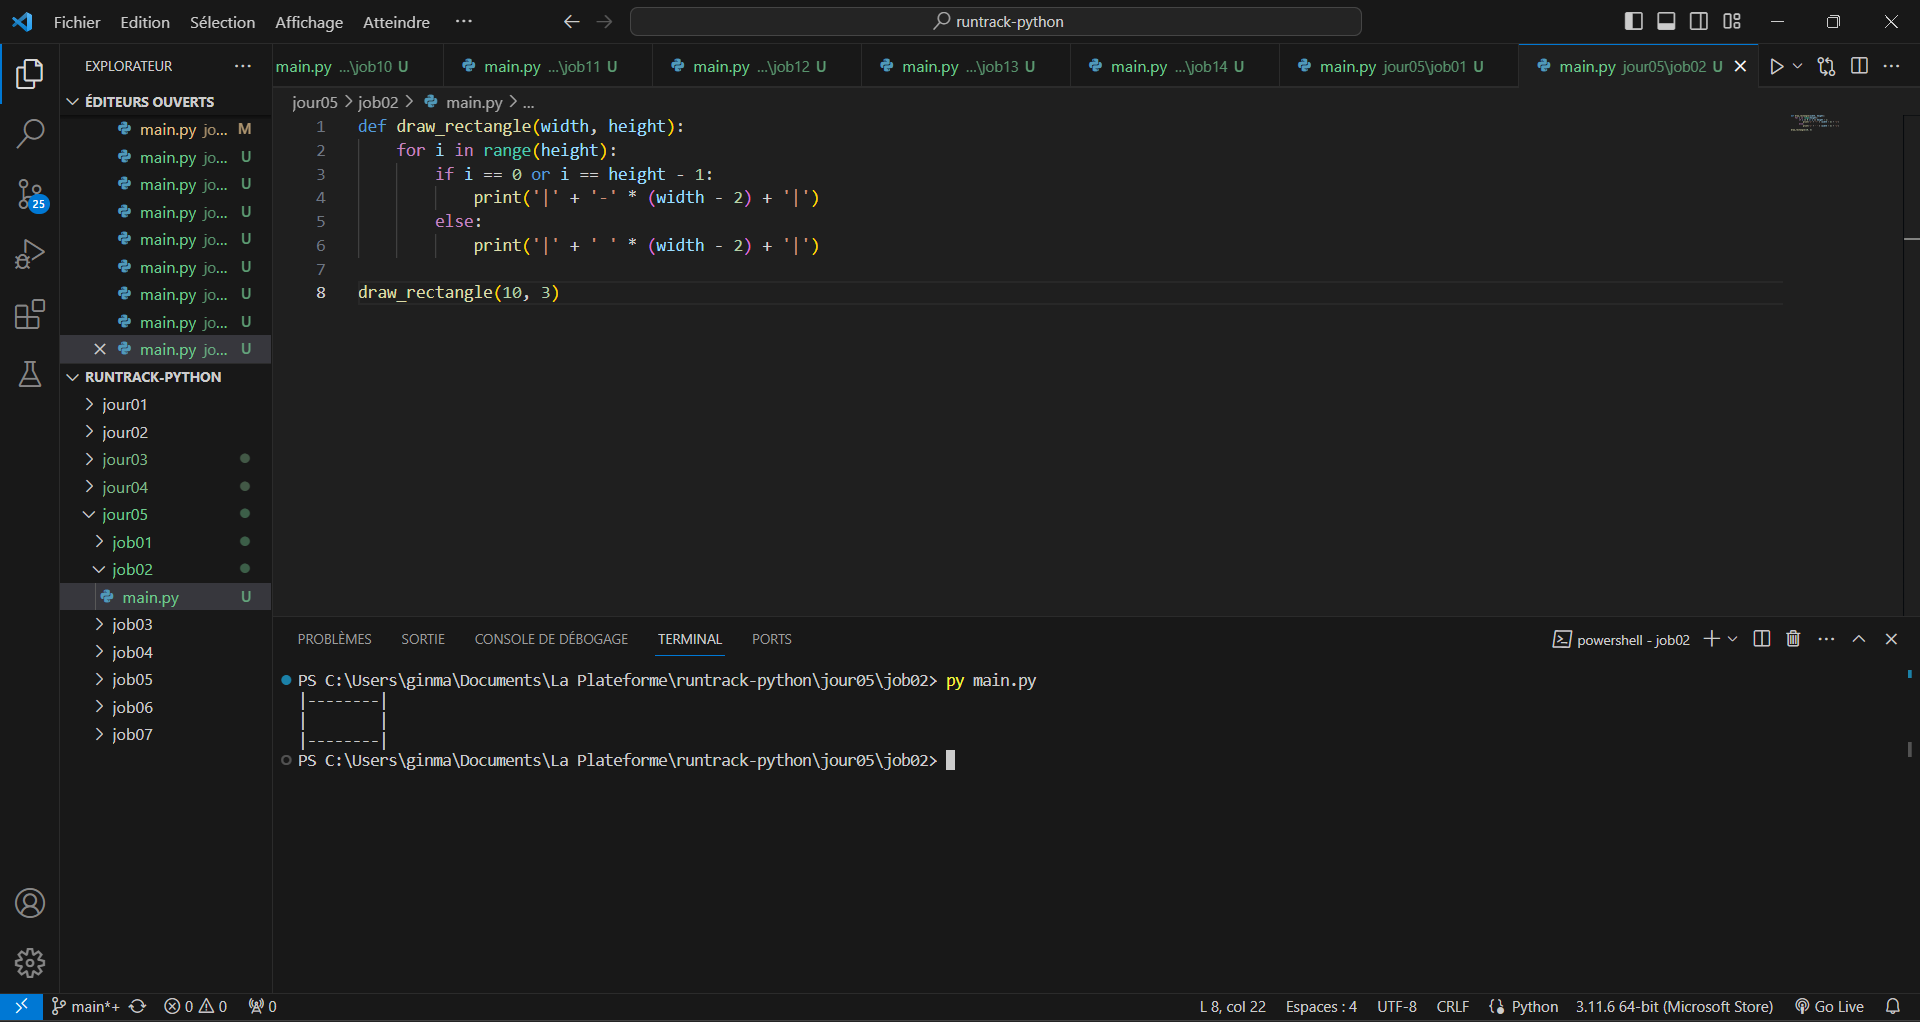 Fichier Edition Sélection Affichage Atteindre ··· runtrack-python
EXPLORATEUR ···
main.py ...\job10 U main.py ...\job11 U main.py ...\job12 U main.py ...\job13 U main.py ...\job14 U main.py jour05\job01 U main.py jour05\job02 U
ÉDITEURS OUVERTS
main.py jo... M
main.py jo... U
main.py jo... U
main.py jo... U
main.py jo... U
main.py jo... U
main.py jo... U
main.py jo... U
main.py jo... U
25
RUNTRACK-PYTHON
jour01
jour02
jour03
jour04
jour05
job01
job02
main.py U
job03
job04
job05
job06
job07
jour05 > job02 > main.py > ...
1 def draw_rectangle(width, height):
2     for i in range(height):
3         if i == 0 or i == height - 1:
4             print('|' + '-' * (width - 2) + '|')
5         else:
6             print('|' + ' ' * (width - 2) + '|')
7
8 draw_rectangle(10, 3)
PROBLÈMES SORTIE CONSOLE DE DÉBOGAGE TERMINAL PORTS powershell - job02
PS C:\Users\ginma\Documents\La Plateforme\runtrack-python\jour05\job02> py main.py
|--------|
|        |
|--------|
PS C:\Users\ginma\Documents\La Plateforme\runtrack-python\jour05\job02>
main*+ 0 0 0 L 8, col 22 Espaces : 4 UTF-8 CRLF Python 3.11.6 64-bit (Microsoft Store) Go Live